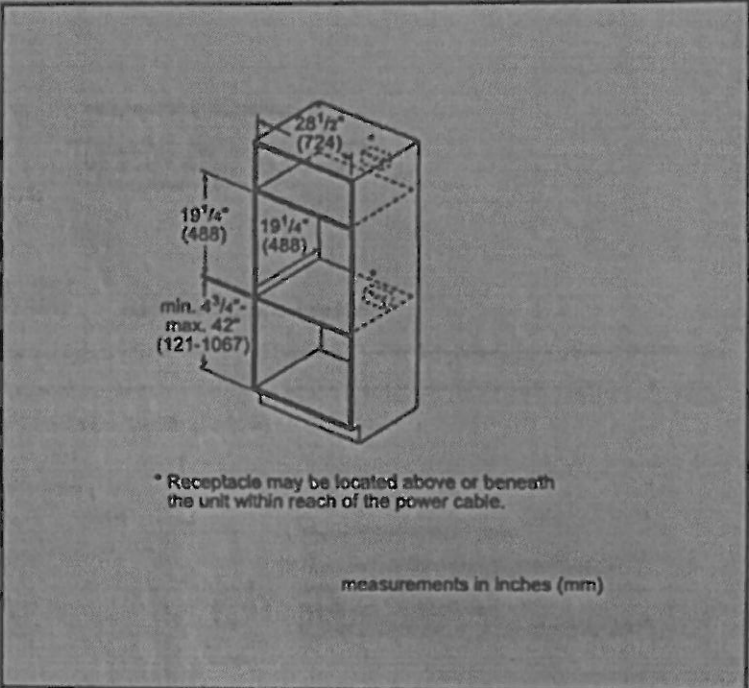 *
28 1/2"
(724)
19 1/4"
(488)
19 1/4"
(488)
*
min. 4 3/4"-
max. 42"
(121-1067)
* Receptacle may be located above or beneath
the unit within reach of the power cable.
measurements in inches (mm)